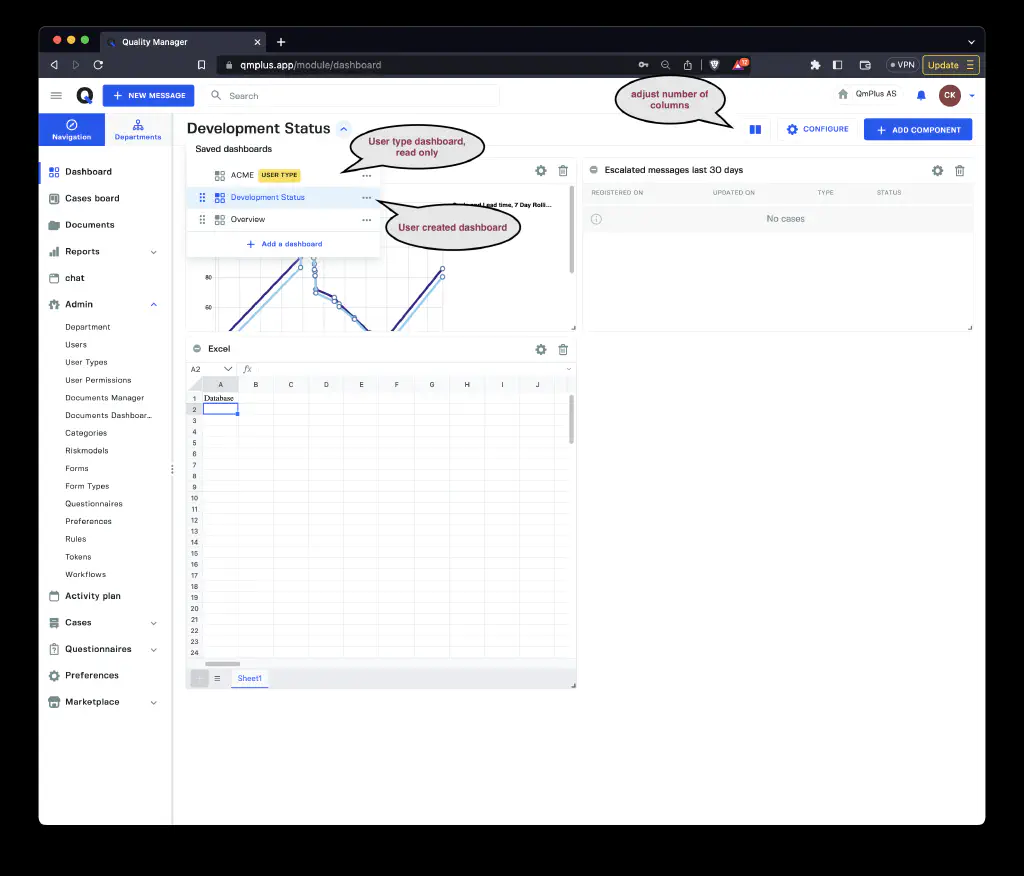 Quality Manager
qmplus.app/module/dashboard
VPN
Update
NEW MESSAGE
Search
adjust number of
columns
QmPlus AS
CK
Navigation
Departments
Development Status
CONFIGURE
ADD COMPONENT
User type dashboard,
read only
Saved dashboards
ACME USER TYPE
Development Status
Overview
Add a dashboard
User created dashboard
Lead time, 7 Day Rolli...
80
60
Escalated messages last 30 days
REGISTERED ON UPDATED ON TYPE STATUS
No cases
Dashboard
Cases board
Documents
Reports
chat
Admin
Department
Users
User Types
User Permissions
Documents Manager
Documents Dashboar...
Categories
Riskmodels
Forms
Form Types
Questionnaires
Preferences
Rules
Tokens
Workflows
Activity plan
Cases
Questionnaires
Preferences
Marketplace
Excel
A2 fx
A B C D E F G H I J
1 Database
2
3
4
5
6
7
8
9
10
11
12
13
14
15
16
17
18
19
20
21
22
23
24
Sheet1